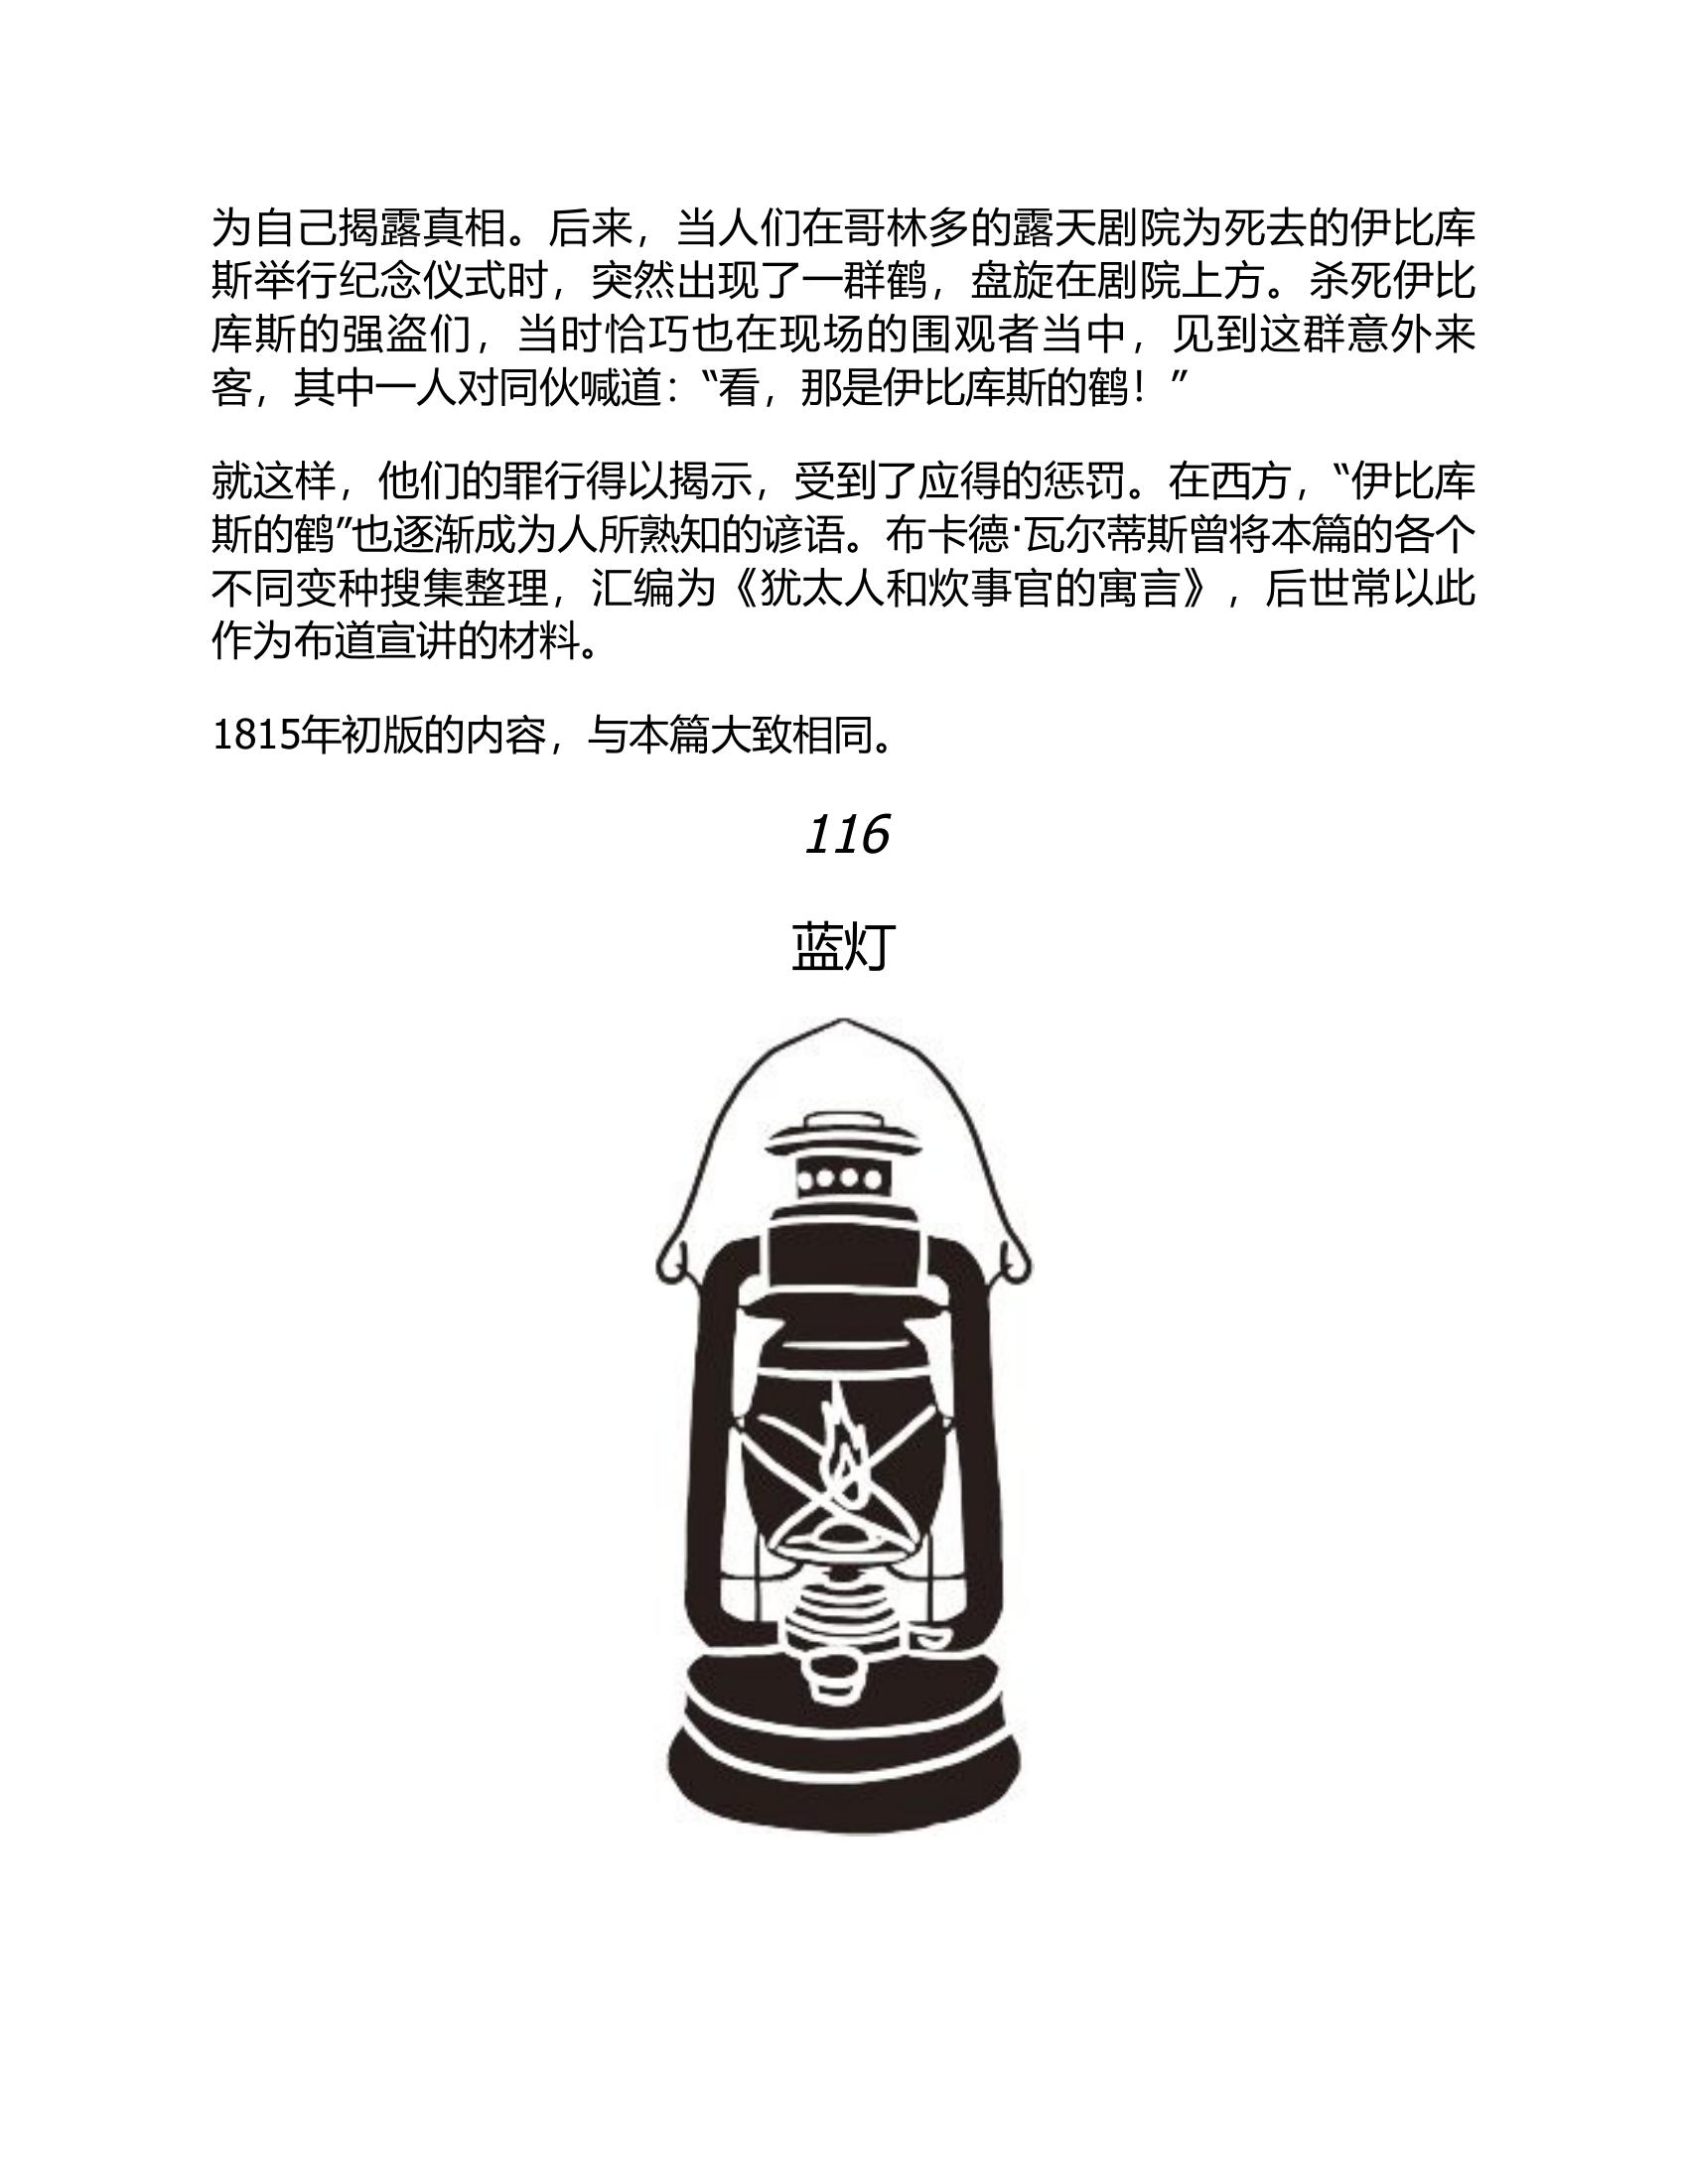 为自己揭露真相。后来，当人们在哥林多的露天剧院为死去的伊比库
斯举行纪念仪式时，突然出现了一群鹤，盘旋在剧院上方。杀死伊比
库斯的强盗们，当时恰巧也在现场的围观者当中，见到这群意外来
客，其中一人对同伙喊道：“看，那是伊比库斯的鹤！”
就这样，他们的罪行得以揭示，受到了应得的惩罚。在西方，“伊比库
斯的鹤”也逐渐成为人所熟知的谚语。布卡德·瓦尔蒂斯曾将本篇的各个
不同变种搜集整理，汇编为《犹太人和炊事官的寓言》，后世常以此
作为布道宣讲的材料。
1815年初版的内容，与本篇大致相同。
116
蓝灯